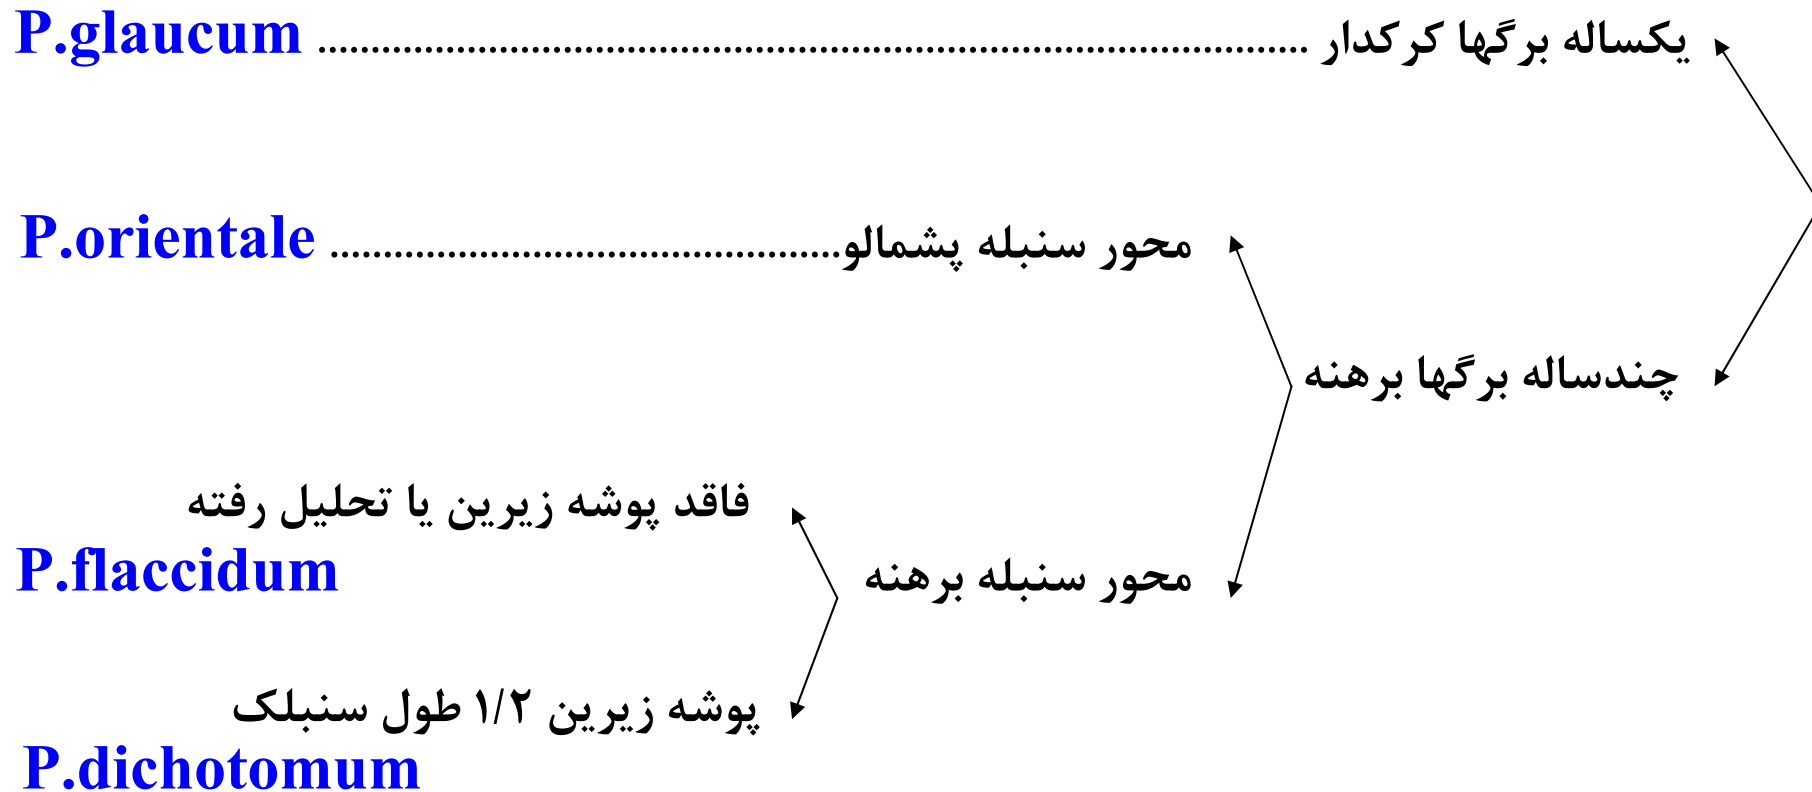 یکساله برگها کرکدار ............................................................................................. P.glaucum
محور سنبله پشمالو................................................ P.orientale
چندساله برگها برهنه
فاقد پوشه زیرین یا تحلیل رفته
P.flaccidum
محور سنبله برهنه
پوشه زیرین ۱/۲ طول سنبلک
P.dichotomum